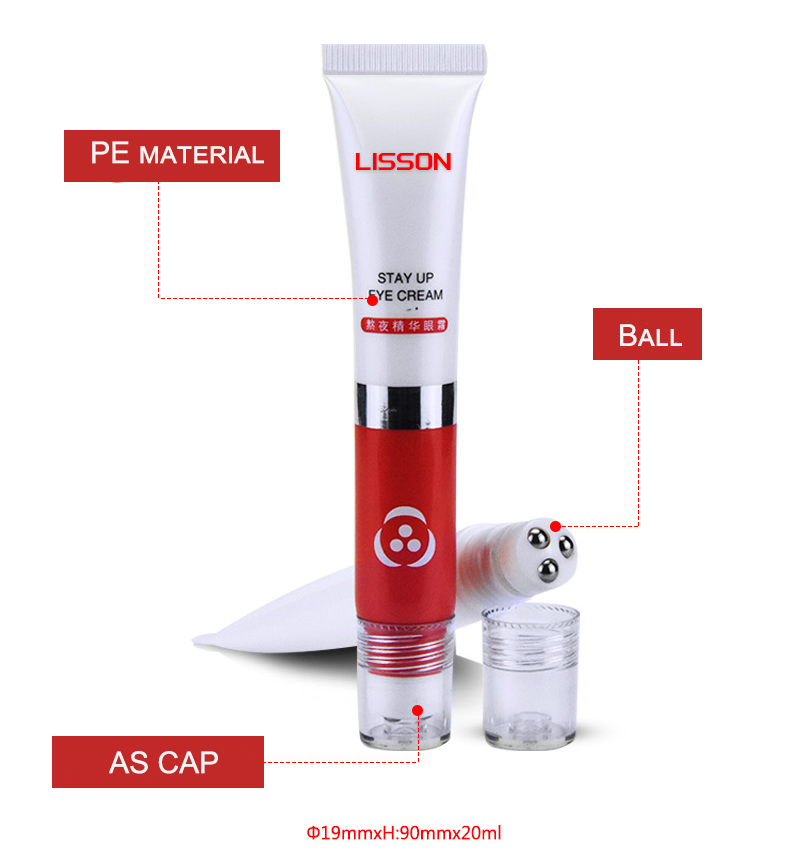 LISSON
PE MATERIAL
STAY UP
EYE CREAM
熬夜精华眼霜
BALL
AS CAP
Φ19mmxH:90mmx20ml